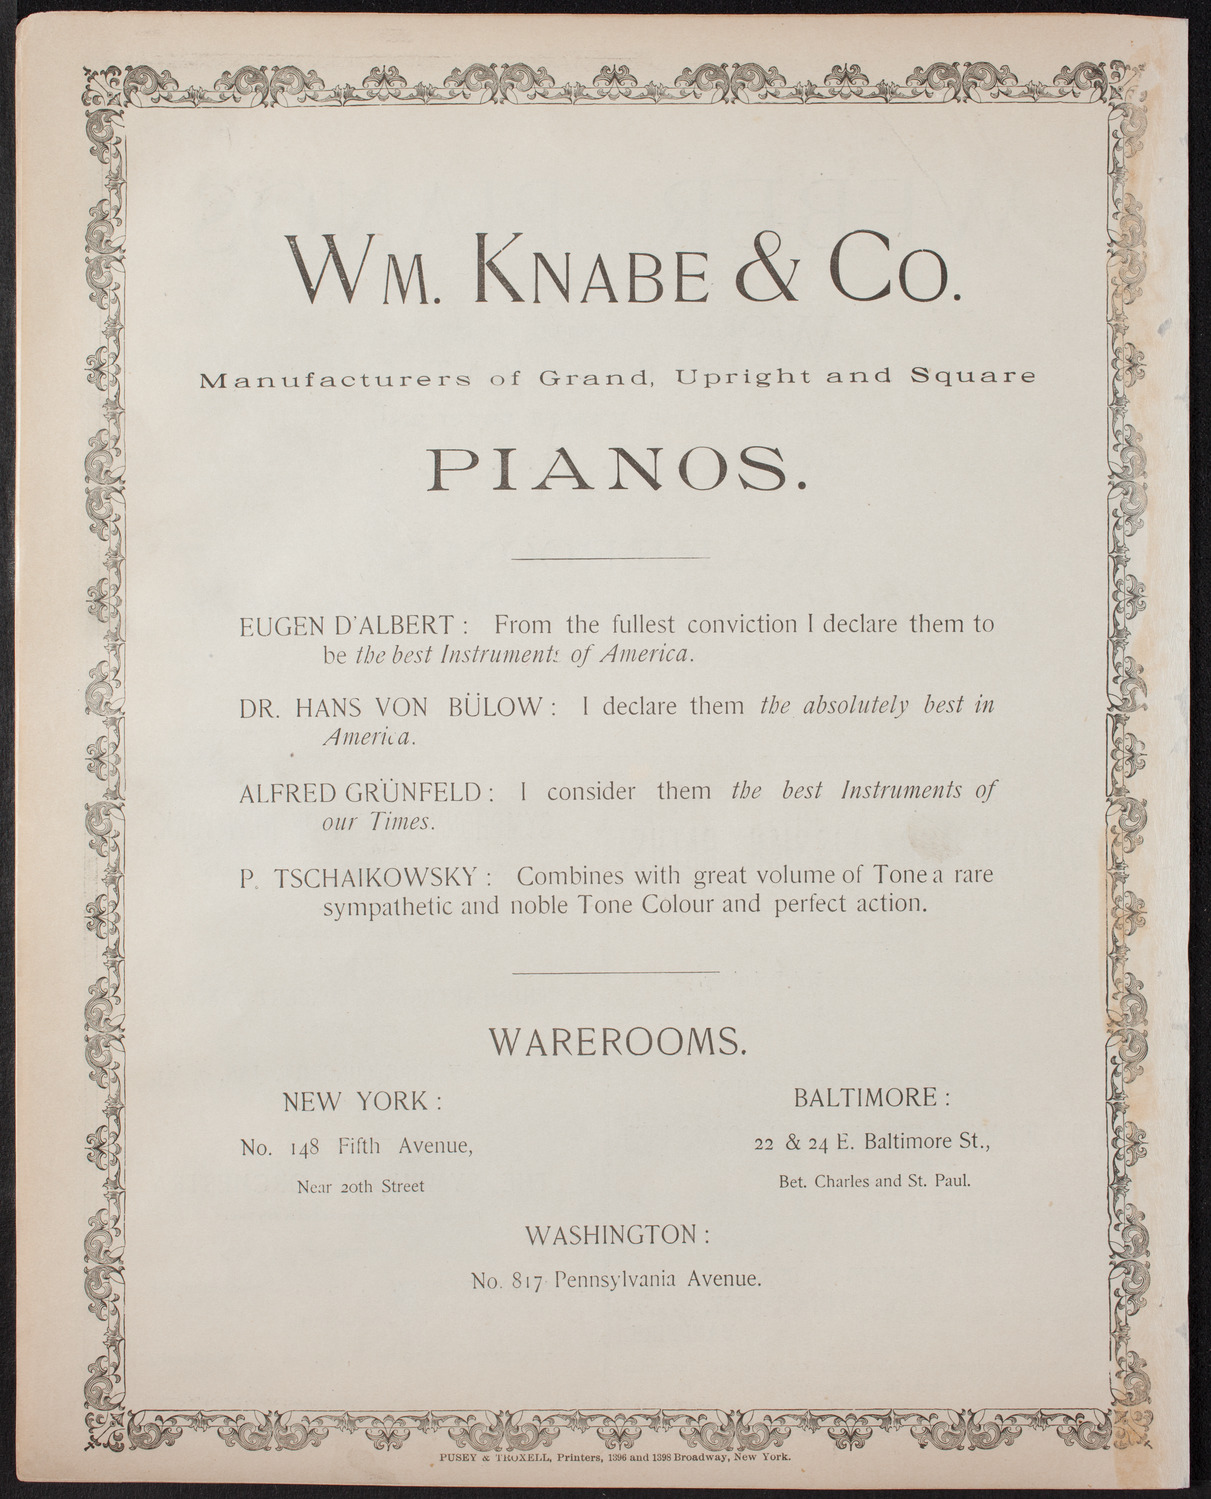 WM. KNABE & CO.
Manufacturers of Grand, Upright and Square
PIANOS.
EUGEN D'ALBERT : From the fullest conviction I declare them to
be the best Instruments of America.
DR. HANS VON BÜLOW : I declare them the absolutely best in
America.
ALFRED GRÜNFELD : I consider them the best Instruments of
our Times.
P. TSCHAIKOWSKY : Combines with great volume of Tone a rare
sympathetic and noble Tone Colour and perfect action.
WAREROOMS.
NEW YORK :
No. 148 Fifth Avenue,
Near 20th Street
BALTIMORE :
22 & 24 E. Baltimore St.,
Bet. Charles and St. Paul.
WASHINGTON :
No. 817 Pennsylvania Avenue.
PUSEY & TROXELL, Printers, 1396 and 1398 Broadway, New York.